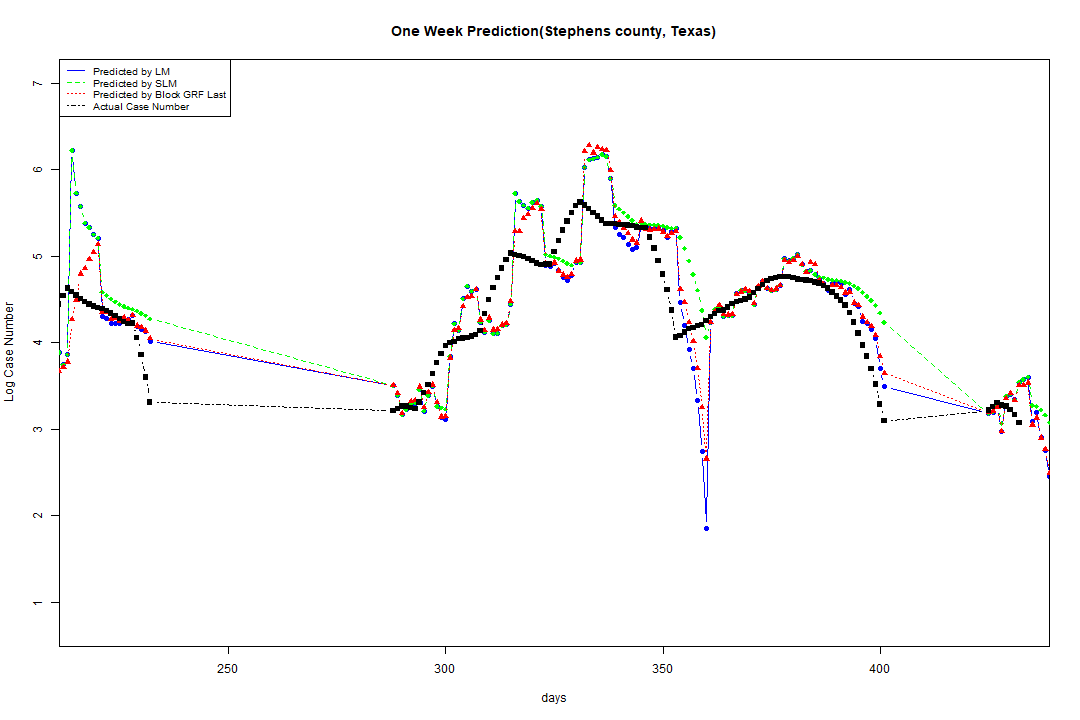 One Week Prediction(Stephens county, Texas)
Predicted by LM
Predicted by SLM
Predicted by Block GRF Last
Actual Case Number
7
6
5
4
3
2
1
Log Case Number
250 300 350 400
days